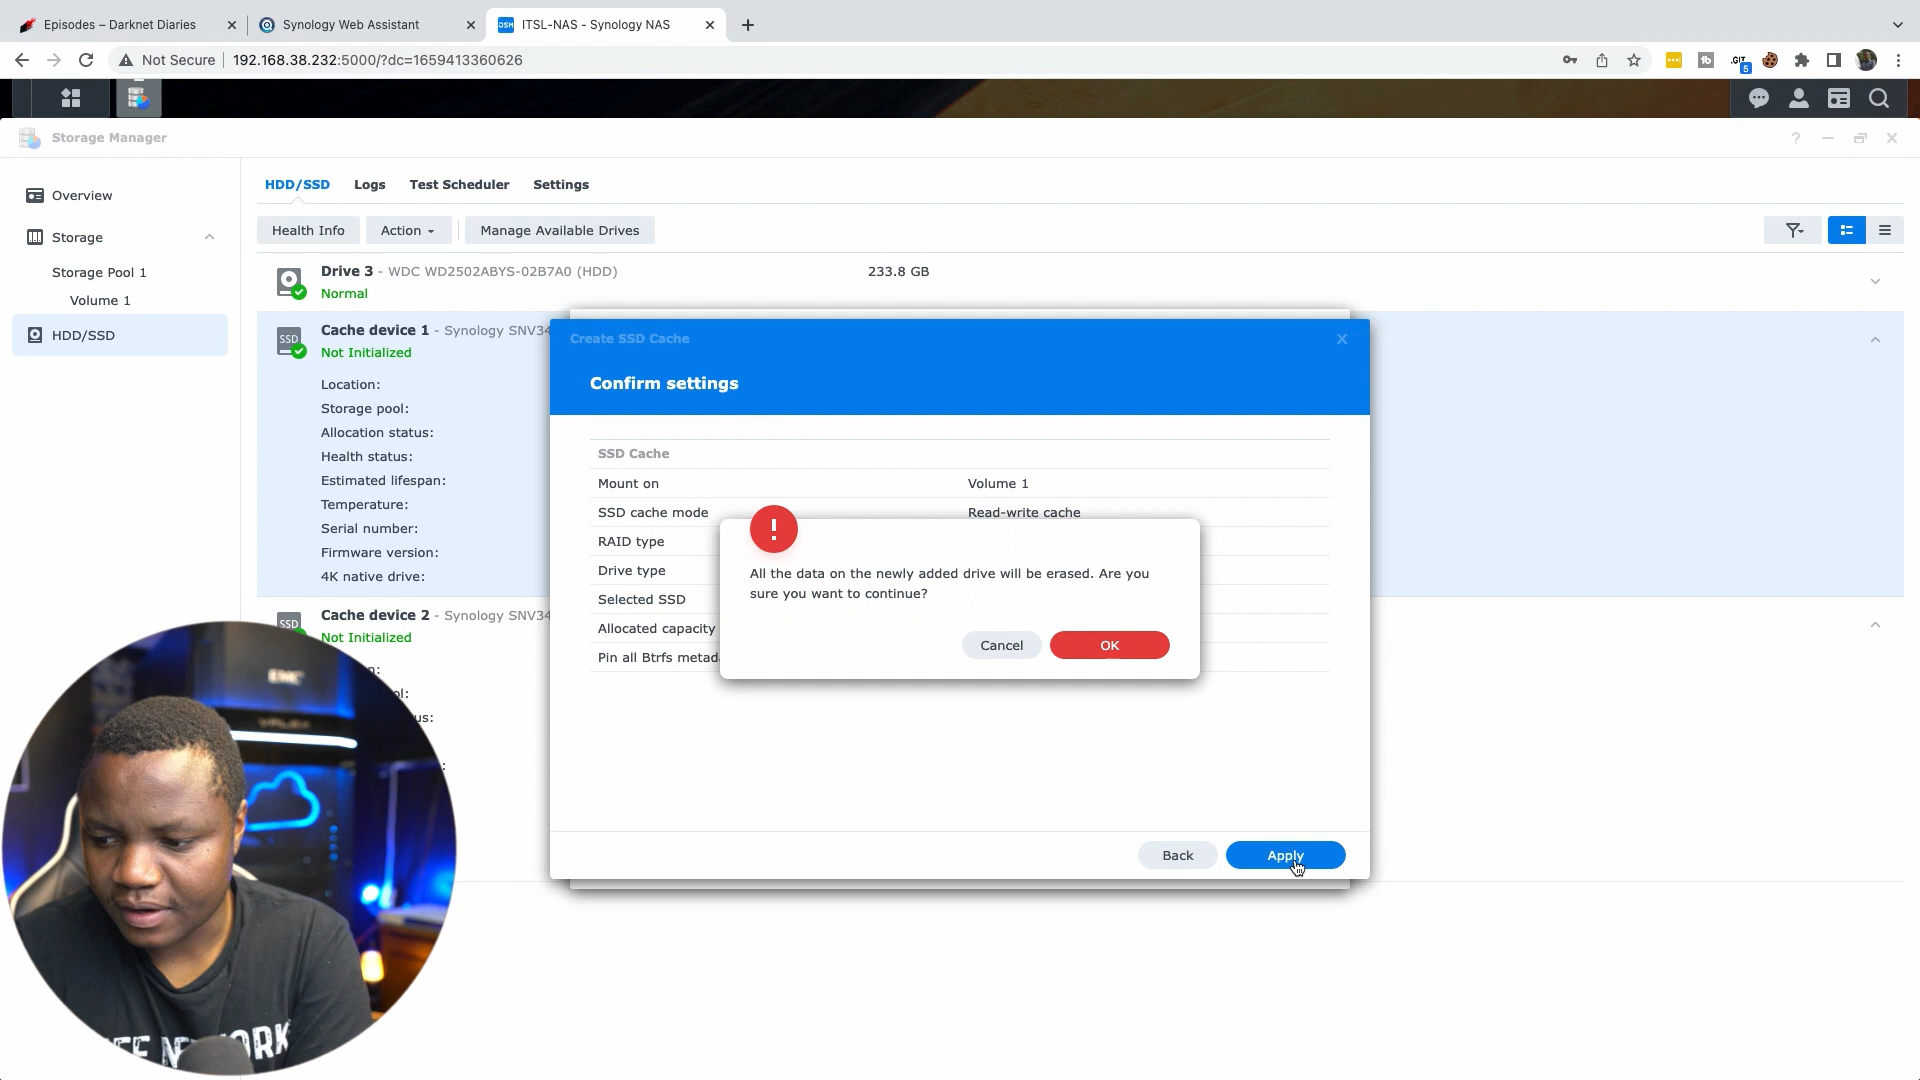 Episodes – Darknet Diaries
Synology Web Assistant
DSM
ITSL-NAS - Synology NAS
Not Secure
192.168.38.232:5000/?dc=1659413360626
GIT
5
Storage Manager
?
Overview
Storage
Storage Pool 1
Volume 1
HDD/SSD
HDD/SSD Logs Test Scheduler Settings
Health Info Action Manage Available Drives
Drive 3 - WDC WD2502ABYS-02B7A0 (HDD) 233.8 GB
Normal
SSD
Cache device 1 - Synology SNV34
Not Initialized
Location:
Storage pool:
Allocation status:
Health status:
Estimated lifespan:
Temperature:
Serial number:
Firmware version:
4K native drive:
SSD
Cache device 2 - Synology SNV34
Not Initialized
Create SSD Cache
Confirm settings
SSD Cache
Mount on Volume 1
SSD cache mode Read-write cache
RAID type
Drive type
Selected SSD
Allocated capacity
Pin all Btrfs metad
!
All the data on the newly added drive will be erased. Are you
sure you want to continue?
Cancel OK
Back Apply
EMC
VPLEX